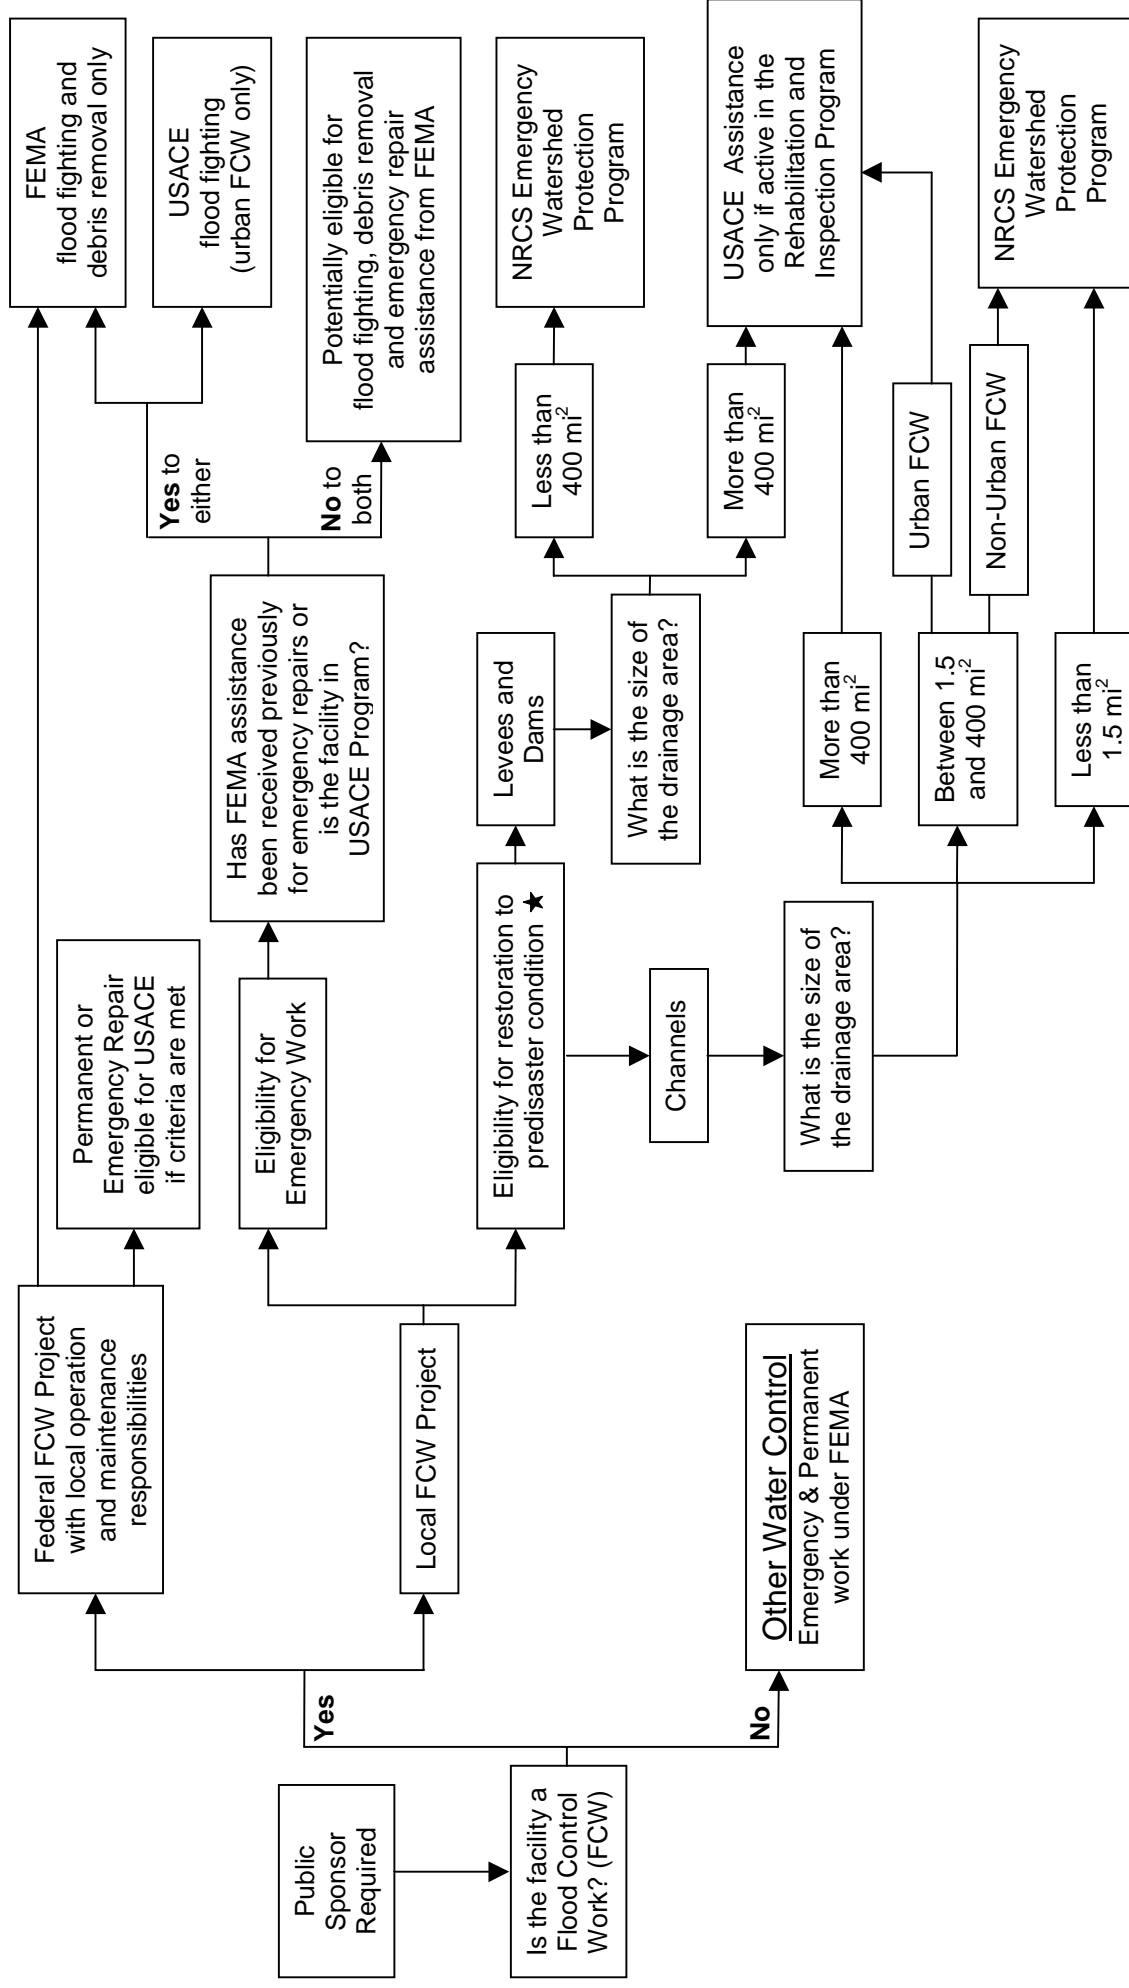 Public
Sponsor
Required
Is the facility a
Flood Control
Work? (FCW)
Yes
No
Federal FCW Project
with local operation
and maintenance
responsibilities
Local FCW Project
Other Water Control
Emergency & Permanent
work under FEMA
Permanent or
Emergency Repair
eligible for USACE
if criteria are met
Eligibility for
Emergency Work
Eligibility for restoration to
predisaster condition ★
Channels
What is the size of
the drainage area?
Has FEMA assistance
been received previously
for emergency repairs or
is the facility in
USACE Program?
Levees and
Dams
What is the size of
the drainage area?
More than
400 mi²
Between 1.5
and 400 mi²
Less than
1.5 mi²
Yes to
either
No to
both
Less than
400 mi²
More than
400 mi²
Urban FCW
Non-Urban FCW
FEMA
flood fighting and
debris removal only
USACE
flood fighting
(urban FCW only)
Potentially eligible for
flood fighting, debris removal
and emergency repair
assistance from FEMA
NRCS Emergency
Watershed
Protection
Program
USACE Assistance
only if active in the
Rehabilitation and
Inspection Program
NRCS Emergency
Watershed
Protection
Program